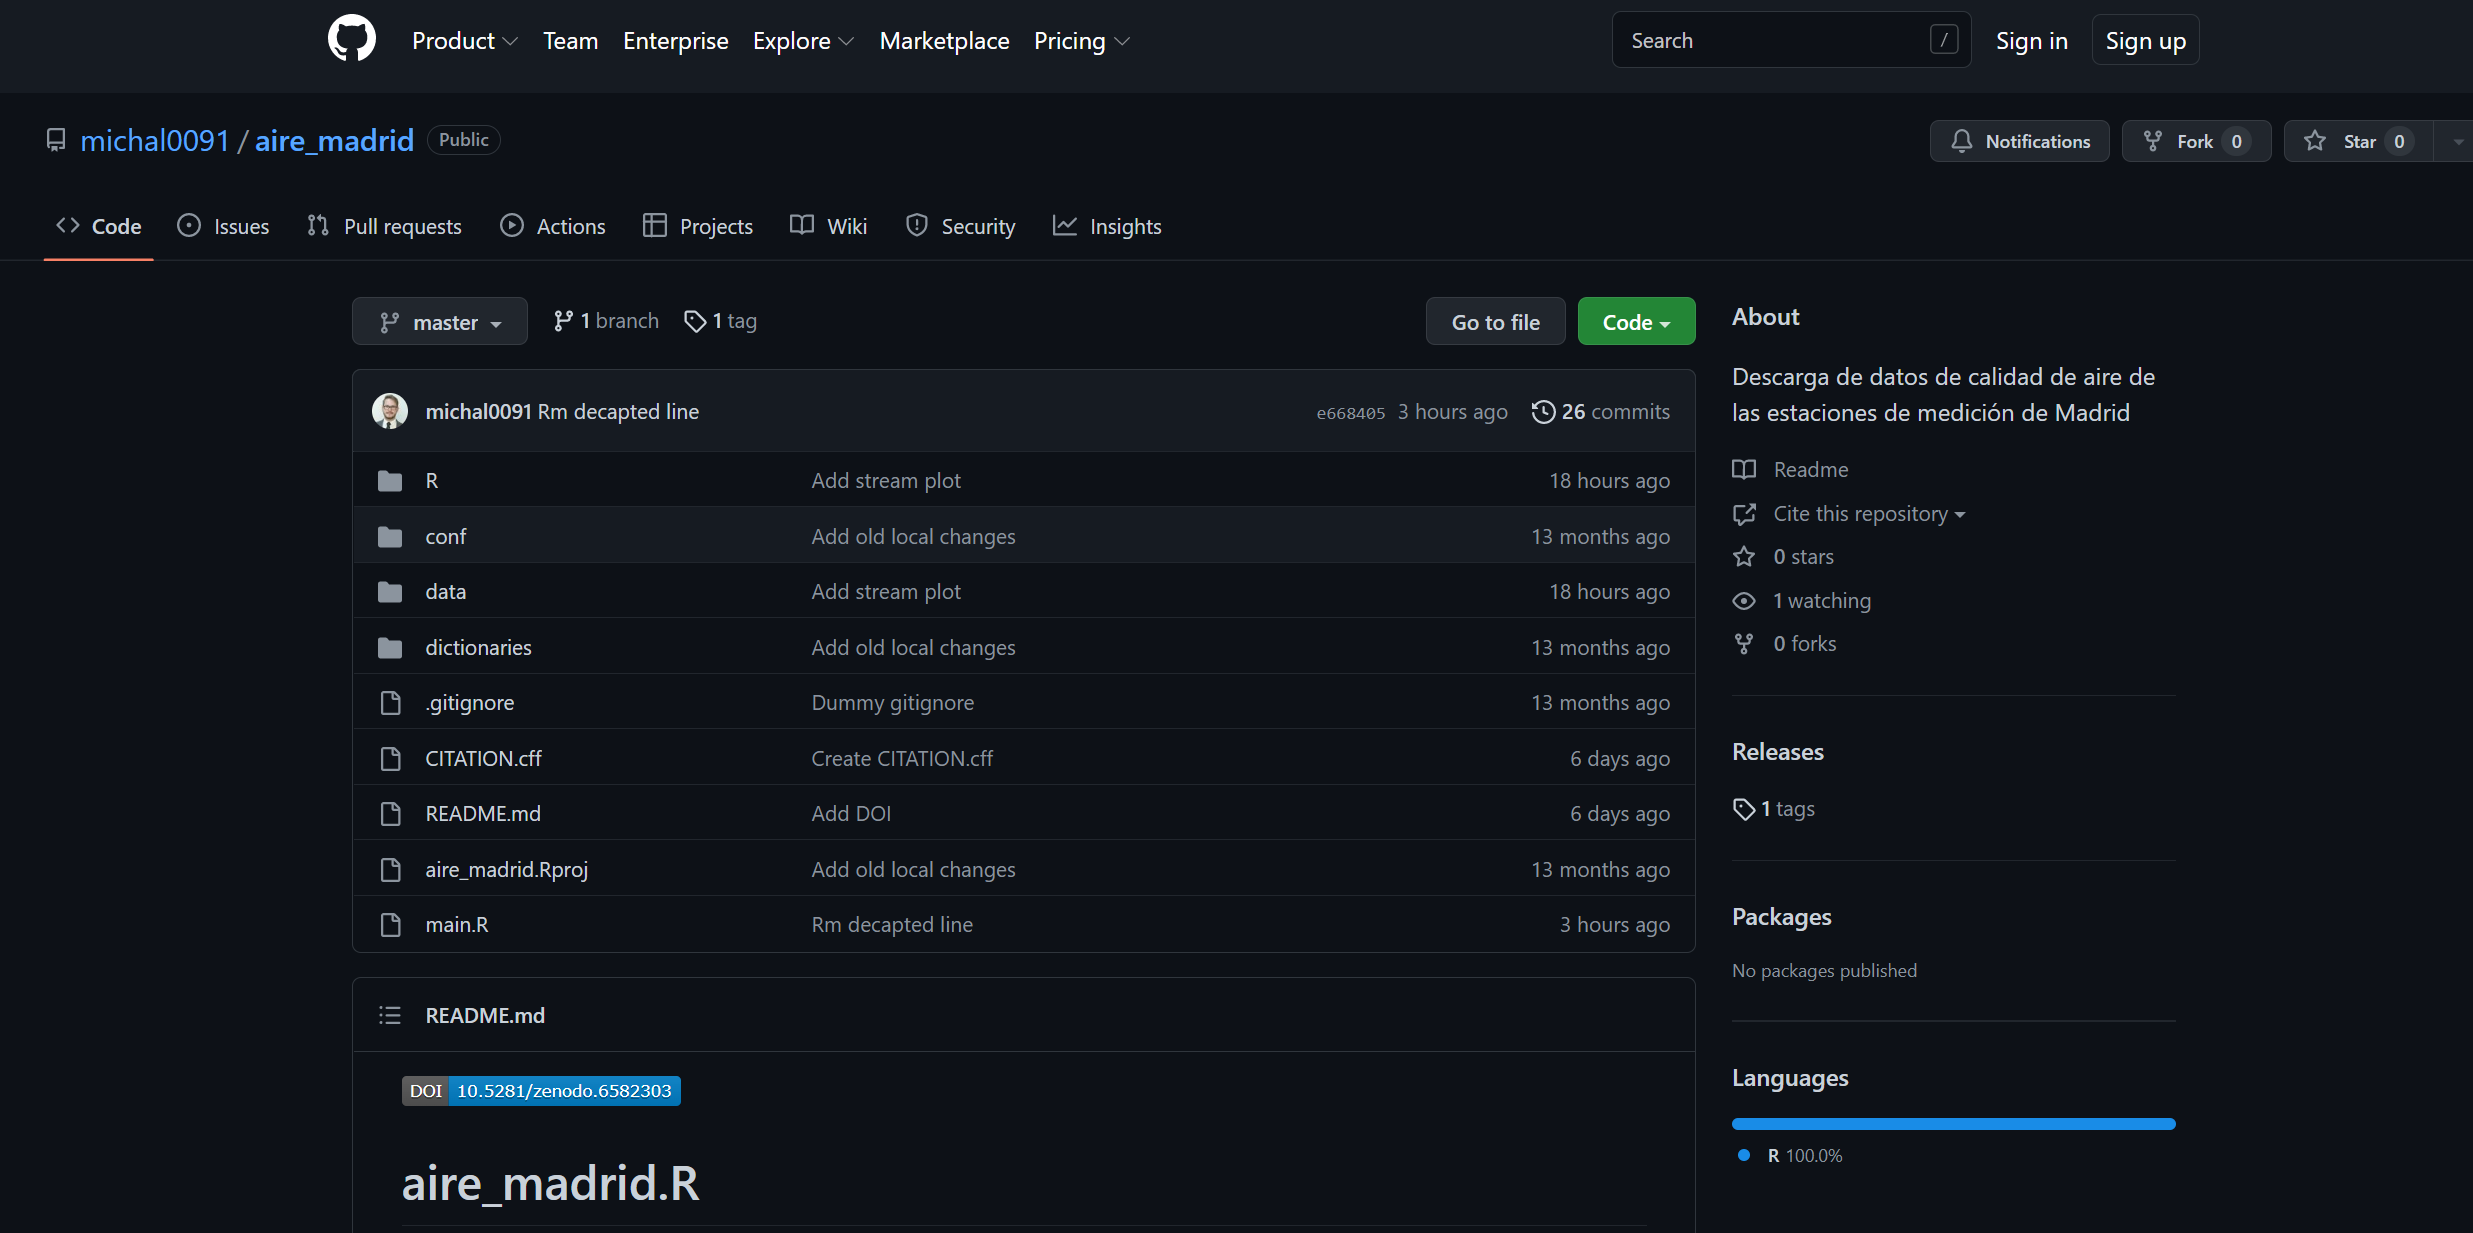 Product Team Enterprise Explore Marketplace Pricing Search / Sign in Sign up
michal0091 / aire_madrid Public Notifications Fork 0 Star 0
Code Issues Pull requests Actions Projects Wiki Security Insights
master 1 branch 1 tag Go to file Code
michal0091 Rm decapted line e668405 3 hours ago 26 commits
R Add stream plot 18 hours ago
conf Add old local changes 13 months ago
data Add stream plot 18 hours ago
dictionaries Add old local changes 13 months ago
.gitignore Dummy gitignore 13 months ago
CITATION.cff Create CITATION.cff 6 days ago
README.md Add DOI 6 days ago
aire_madrid.Rproj Add old local changes 13 months ago
main.R Rm decapted line 3 hours ago
README.md
DOI 10.5281/zenodo.6582303
aire_madrid.R
About
Descarga de datos de calidad de aire de
las estaciones de medición de Madrid
Readme
Cite this repository
0 stars
1 watching
0 forks
Releases
1 tags
Packages
No packages published
Languages
R 100.0%